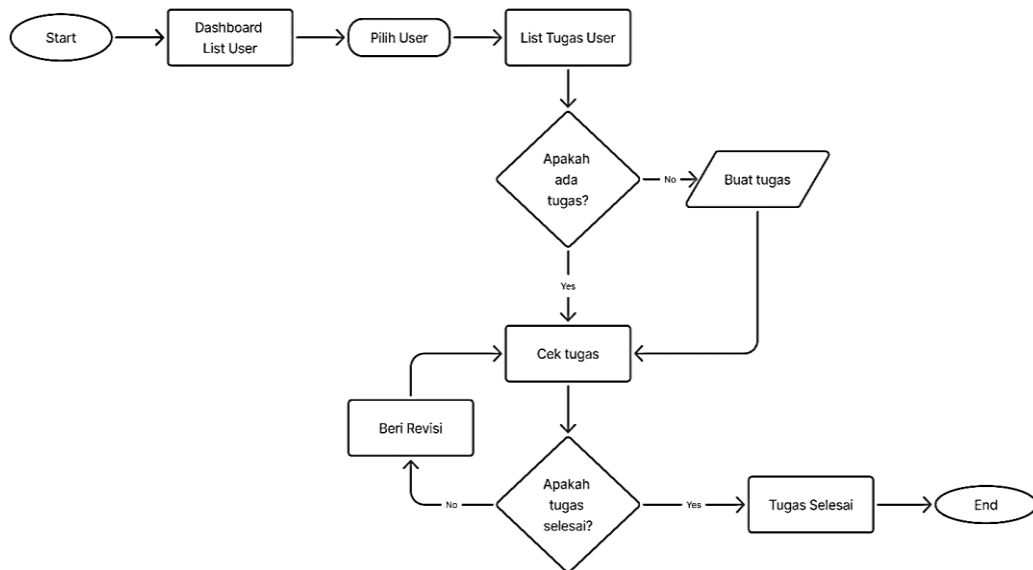 Start
Dashboard
List User
Pilih User
List Tugas User
Apakah
ada
tugas?
No
Buat tugas
Yes
Cek tugas
Beri Revisi
Apakah
tugas
selesai?
No
Yes
Tugas Selesai
End